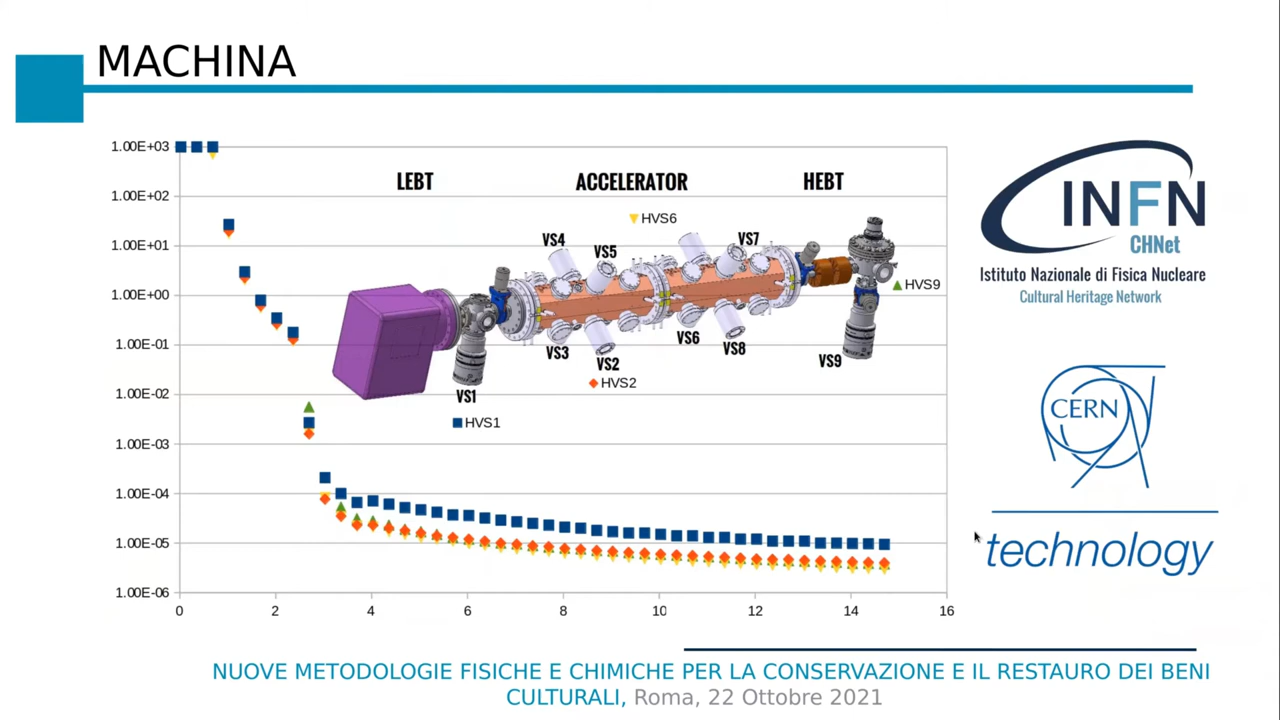 MACHINA
1.00E+03
1.00E+02
1.00E+01
1.00E+00
1.00E-01
1.00E-02
1.00E-03
1.00E-04
1.00E-05
1.00E-06
0 2 4 6 8 10 12 14 16
LEBT ACCELERATOR HEBT
HVS6
VS4 VS5 VS7
HVS9
VS3 VS2 VS6 VS8 VS9
HVS2
VS1
HVS1
INFN
CHNet
Istituto Nazionale di Fisica Nucleare
Cultural Heritage Network
CERN
technology
NUOVE METODOLOGIE FISICHE E CHIMICHE PER LA CONSERVAZIONE E IL RESTAURO DEI BENI
CULTURALI, Roma, 22 Ottobre 2021